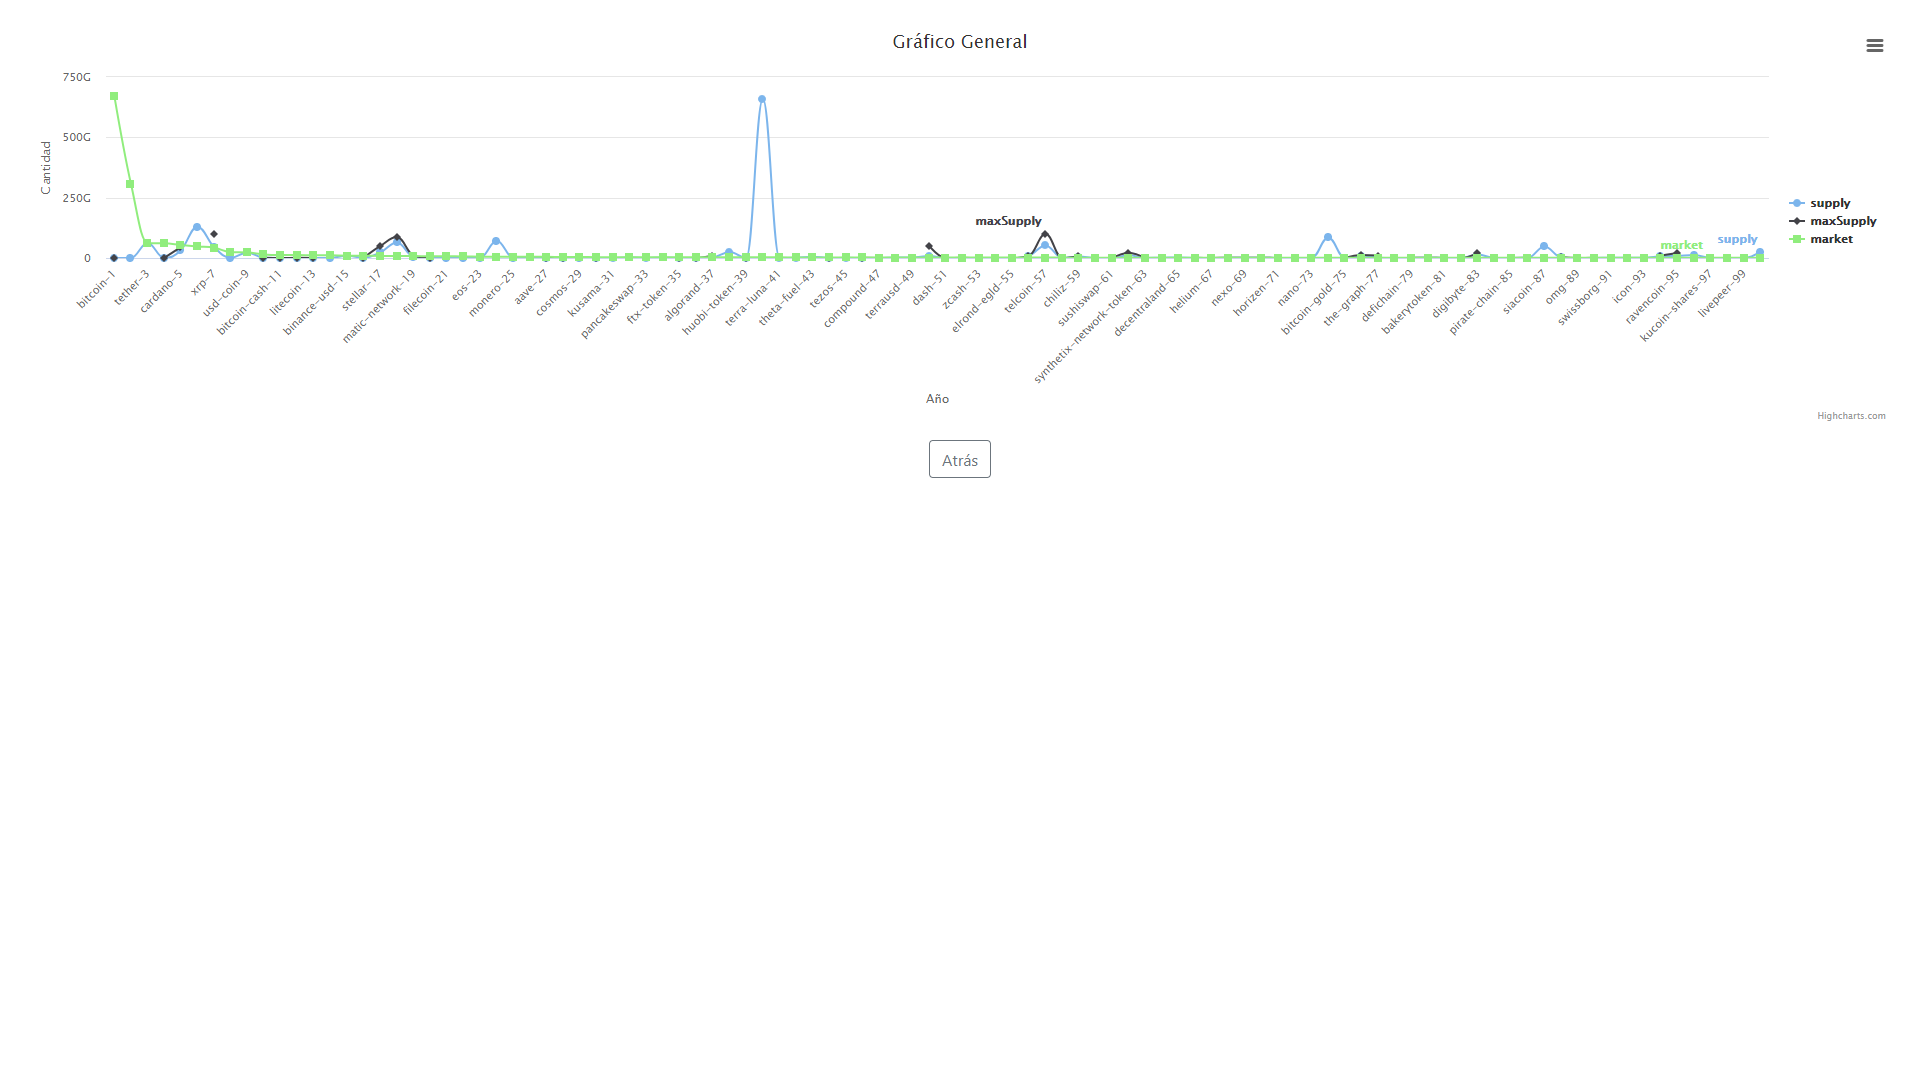 Gráfico General
750G
500G
250G
0
Cantidad
maxSupply
market
supply
supply
maxSupply
market
bitcoin-1
tether-3
cardano-5
xrp-7
usd-coin-9
bitcoin-cash-11
litecoin-13
binance-usd-15
stellar-17
matic-network-19
filecoin-21
eos-23
monero-25
aave-27
cosmos-29
kusama-31
pancakeswap-33
ftx-token-35
algorand-37
huobi-token-39
terra-luna-41
theta-fuel-43
tezos-45
compound-47
terrausd-49
dash-51
zcash-53
elrond-egld-55
telcoin-57
chiliz-59
sushiswap-61
synthetix-network-token-63
decentraland-65
helium-67
nexo-69
horizen-71
nano-73
bitcoin-gold-75
the-graph-77
defichain-79
bakerytoken-81
digibyte-83
pirate-chain-85
siacoin-87
omg-89
swissborg-91
icon-93
ravencoin-95
kucoin-shares-97
livepeer-99
Año
Highcharts.com
Atrás